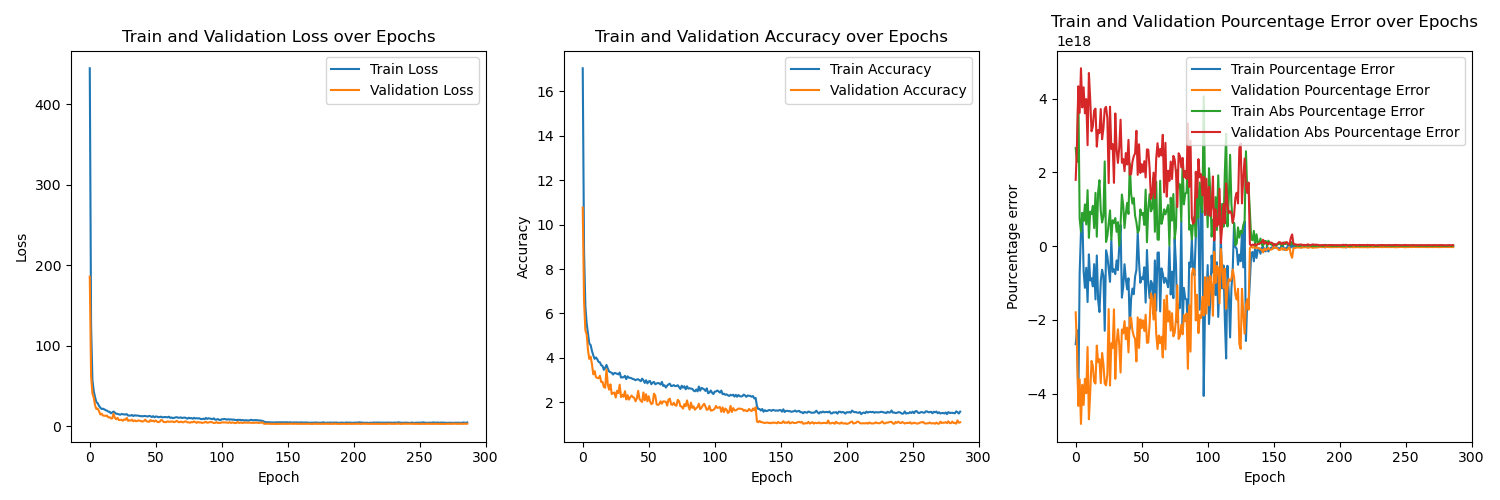 Train and Validation Loss over Epochs
Train Loss
Validation Loss
400
300
200
100
0
Loss
0 50 100 150 200 250 300
Epoch
Train and Validation Accuracy over Epochs
Train Accuracy
Validation Accuracy
16
14
12
10
8
6
4
2
Accuracy
0 50 100 150 200 250 300
Epoch
Train and Validation Pourcentage Error over Epochs
1e18
Train Pourcentage Error
Validation Pourcentage Error
Train Abs Pourcentage Error
Validation Abs Pourcentage Error
4
2
0
−2
−4
Pourcentage error
0 50 100 150 200 250 300
Epoch